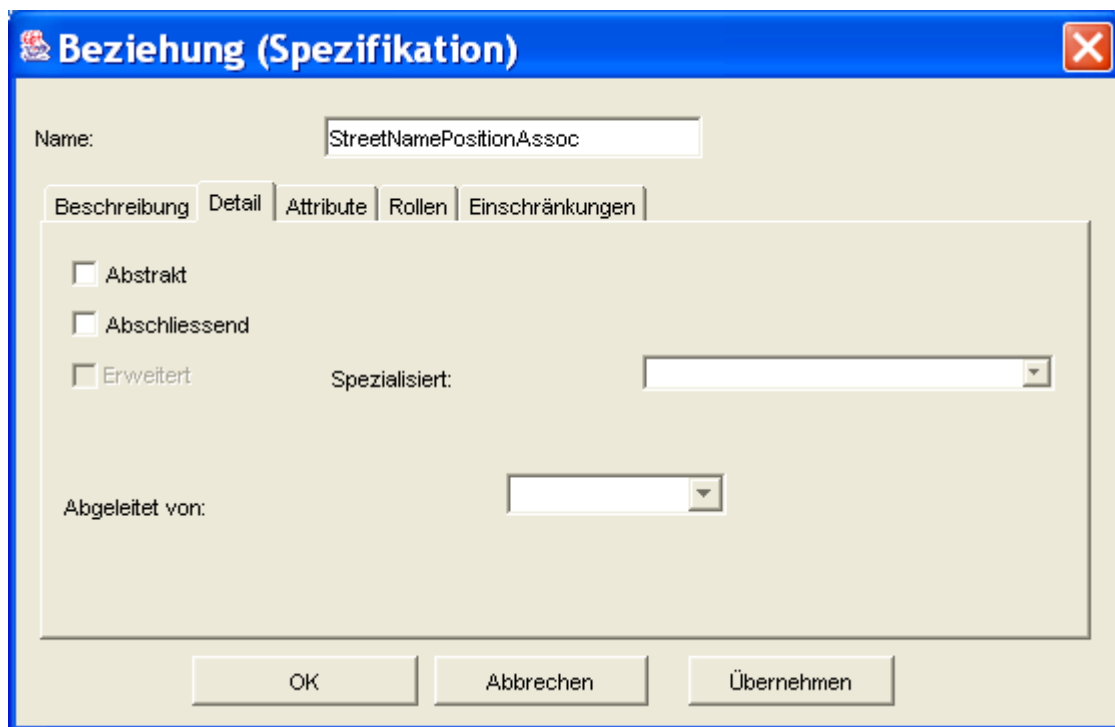 Beziehung (Spezifikation)
Name: StreetNamePositionAssoc
Beschreibung Detail Attribute Rollen Einschränkungen
Abstrakt
Abschliessend
Erweitert Spezialisiert:
Abgeleitet von:
OK Abbrechen Übernehmen